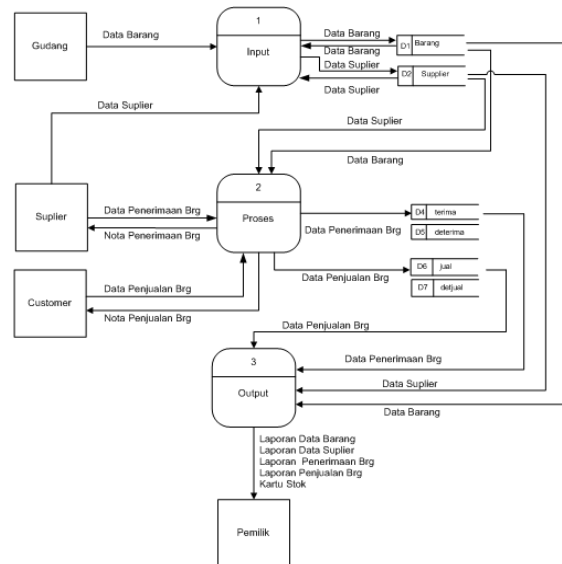 1
Gudang
Data Barang
Input
Data Barang
Data Barang
D1 Barang
Data Suplier
D2 Supplier
Data Suplier
Data Suplier
Data Suplier
Data Barang
2
Suplier
Data Penerimaan Brg
Nota Penerimaan Brg
Proses
Data Penerimaan Brg
D4 terima
D5 deterima
Customer
Data Penjualan Brg
Nota Penjualan Brg
Data Penjualan Brg
D6 jual
D7 detjual
Data Penjualan Brg
3
Output
Data Penerimaan Brg
Data Suplier
Data Barang
Laporan Data Barang
Laporan Data Suplier
Laporan Penerimaan Brg
Laporan Penjualan Brg
Kartu Stok
Pemilik